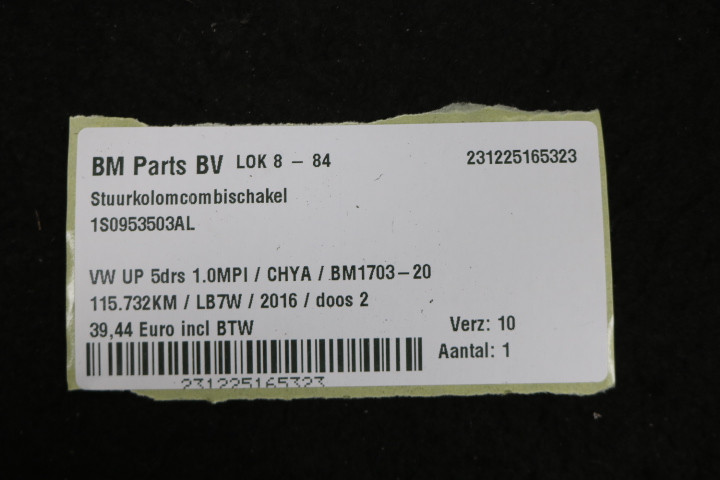 BM Parts BV LOK 8 – 84 231225165323
Stuurkolomcombischakel
1S0953503AL
VW UP 5drs 1.0MPI / CHYA / BM1703–20
115.732KM / LB7W / 2016 / doos 2
39,44 Euro incl BTW Verz: 10
Aantal: 1
231225165323